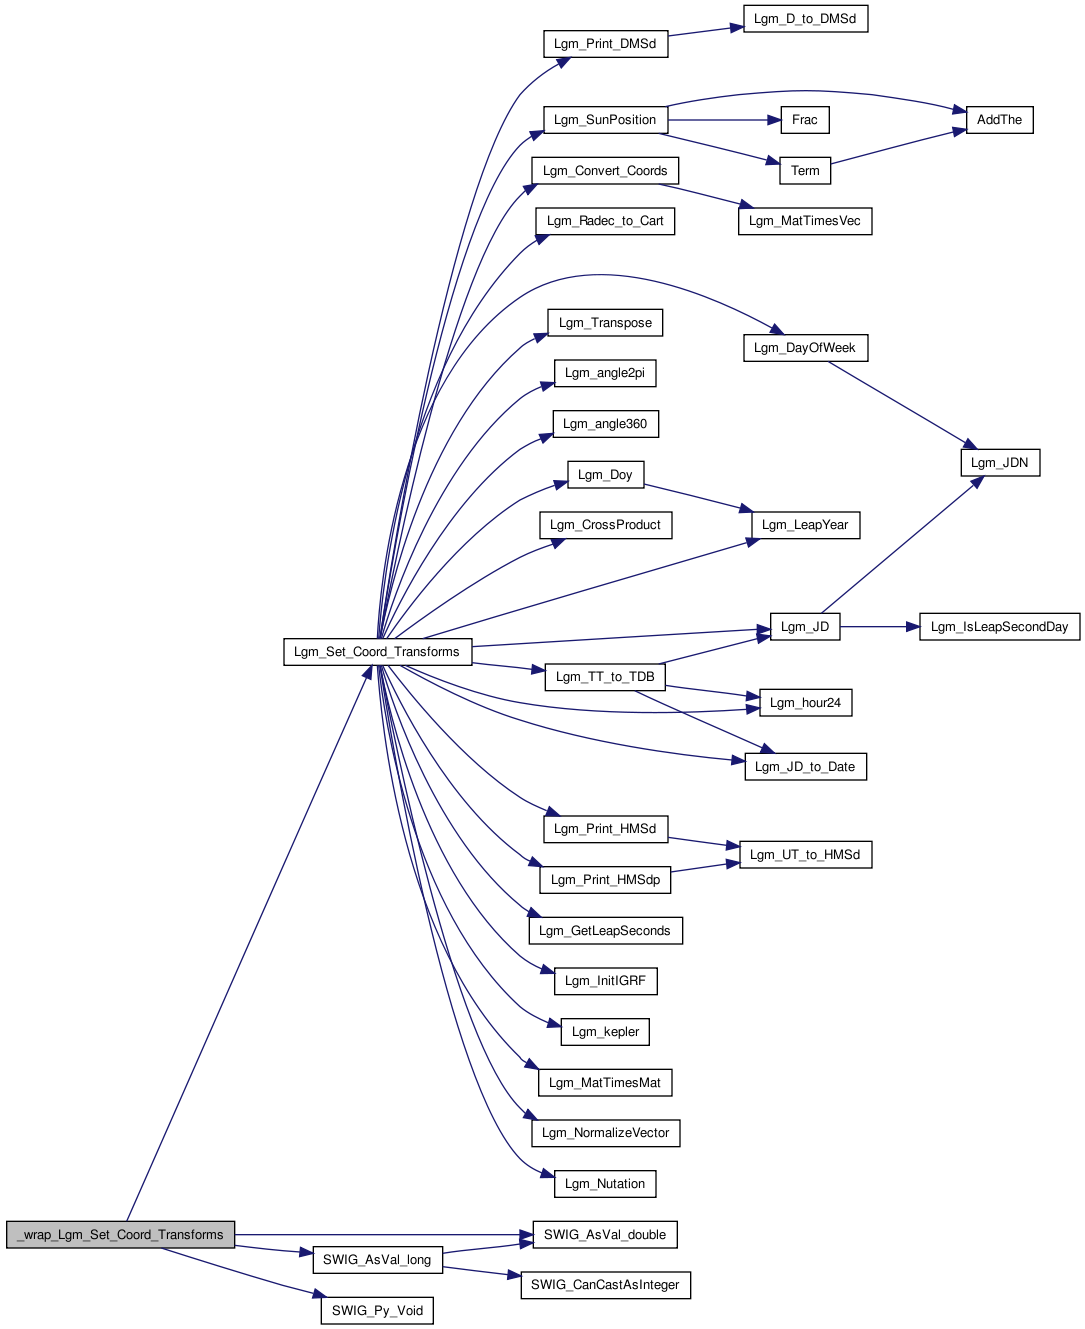 Lgm_D_to_DMSd
Lgm_Print_DMSd
Lgm_SunPosition
Frac
AddThe
Term
Lgm_Convert_Coords
Lgm_Radec_to_Cart
Lgm_MatTimesVec
Lgm_Transpose
Lgm_DayOfWeek
Lgm_angle2pi
Lgm_angle360
Lgm_JDN
Lgm_Doy
Lgm_CrossProduct
Lgm_LeapYear
Lgm_JD
Lgm_IsLeapSecondDay
Lgm_Set_Coord_Transforms
Lgm_TT_to_TDB
Lgm_hour24
Lgm_JD_to_Date
Lgm_Print_HMSd
Lgm_UT_to_HMSd
Lgm_Print_HMSdp
Lgm_GetLeapSeconds
Lgm_InitIGRF
Lgm_kepler
Lgm_MatTimesMat
Lgm_NormalizeVector
Lgm_Nutation
_wrap_Lgm_Set_Coord_Transforms
SWIG_AsVal_double
SWIG_AsVal_long
SWIG_CanCastAsInteger
SWIG_Py_Void